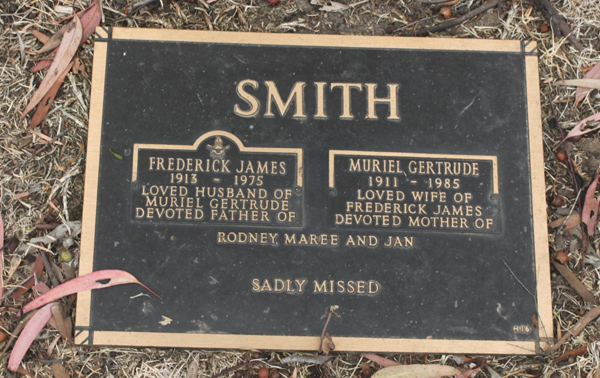 SMITH
FREDERICK JAMES
1913 - 1975
LOVED HUSBAND OF
MURIEL GERTRUDE
DEVOTED FATHER OF
MURIEL GERTRUDE
1911 - 1985
LOVED WIFE OF
FREDERICK JAMES
DEVOTED MOTHER OF
RODNEY, MAREE AND JAN
SADLY MISSED